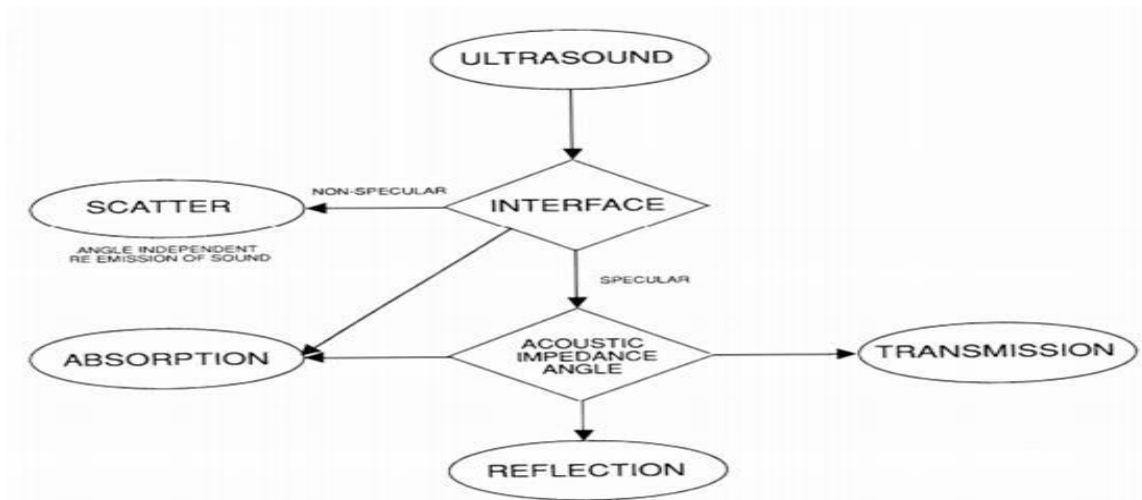 ULTRASOUND
NON-SPECULAR
INTERFACE
SCATTER
ANGLE INDEPENDENT
RE EMISSION OF SOUND
SPECULAR
ACOUSTIC
IMPEDANCE
ANGLE
ABSORPTION
TRANSMISSION
REFLECTION